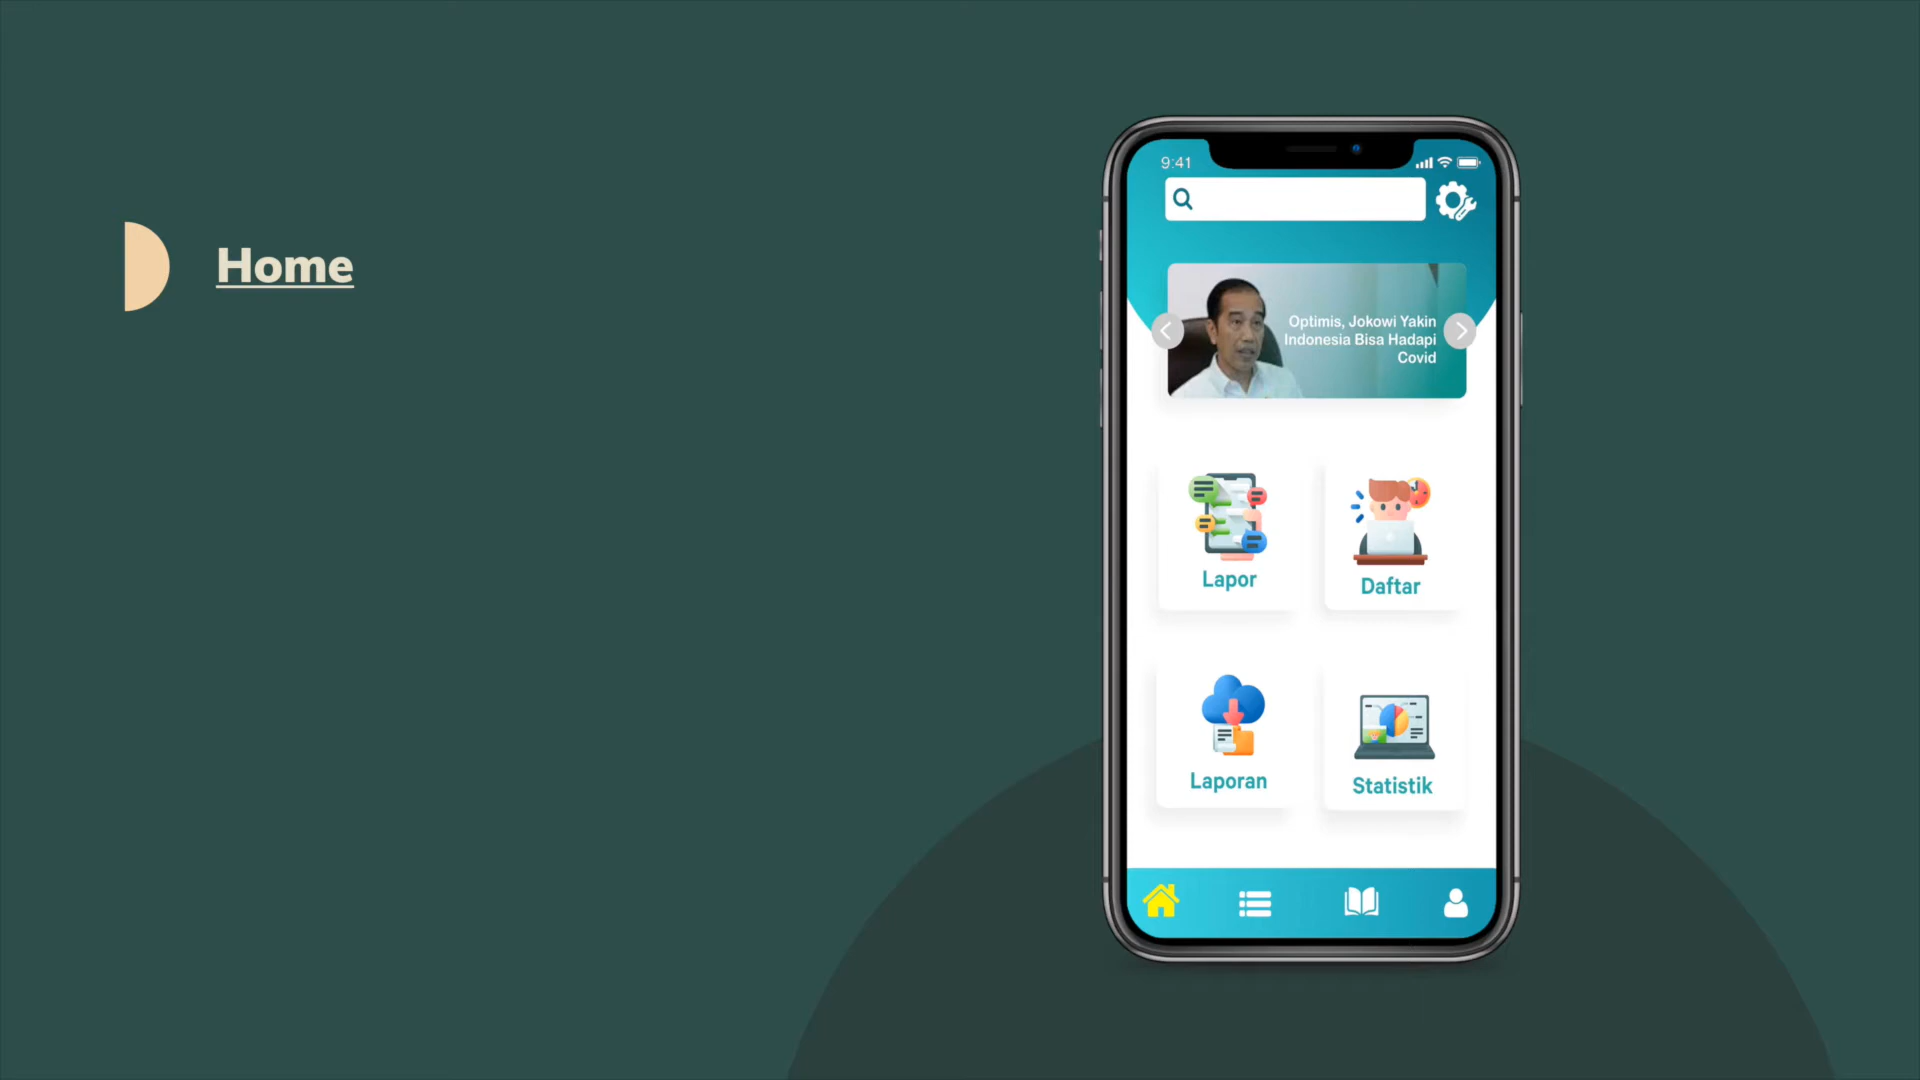 Home
9:41
Optimis, Jokowi Yakin
Indonesia Bisa Hadapi
Covid
Lapor
Daftar
Laporan
Statistik